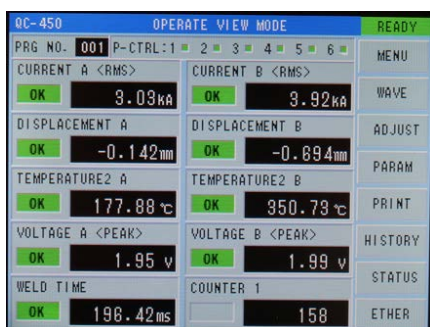 QC-450 OPERATE VIEW MODE READY
PRG NO. 001 P-CTRL:1 2 3 4 5 6 MENU
CURRENT A <RMS> CURRENT B <RMS>
OK 3.03kA OK 3.92kA WAVE
DISPLACEMENT A DISPLACEMENT B ADJUST
OK -0.142mm OK -0.694mm
TEMPERATURE2 A TEMPERATURE2 B PARAM
OK 177.88℃ OK 350.73℃ PRINT
VOLTAGE A <PEAK> VOLTAGE B <PEAK> HISTORY
OK 1.95 V OK 1.99 V
WELD TIME COUNTER 1 STATUS
OK 196.42ms 158 ETHER